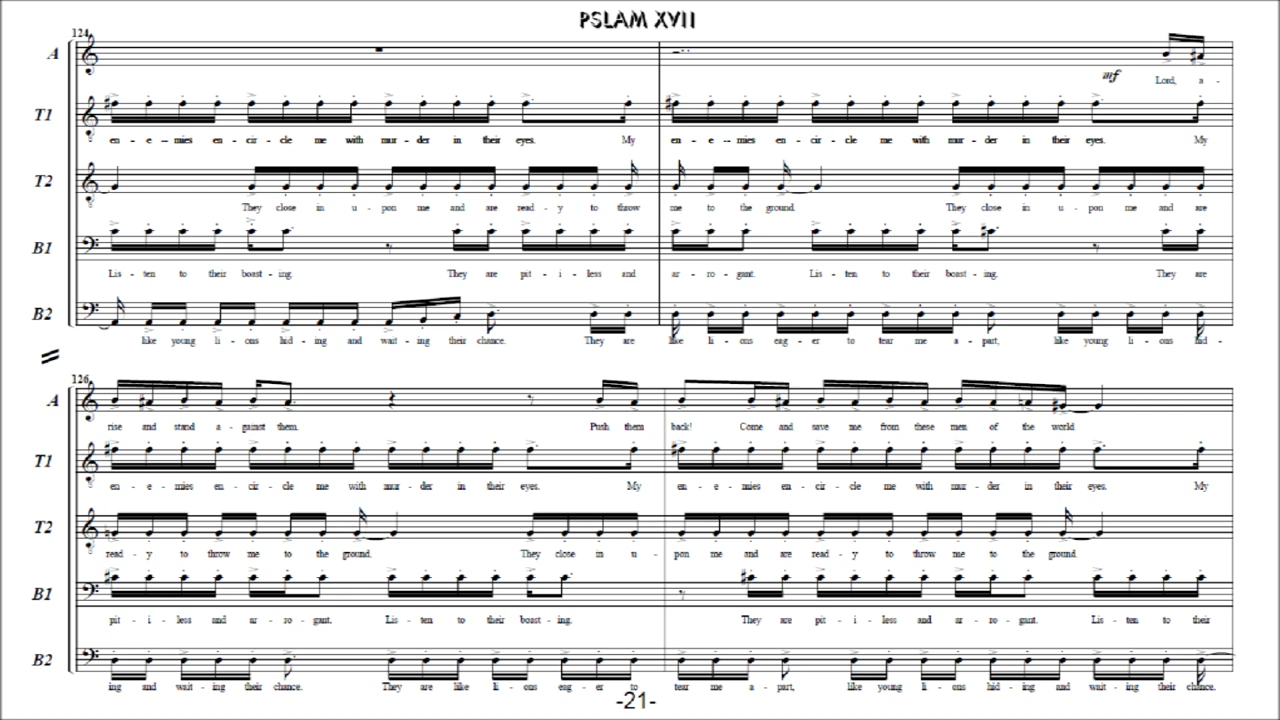 PSLAM XVII
124
A
mf
Lord, a -
T1
en - e - mies en - cir - cle me with mur - der in their eyes. My en - e - mies en - cir - cle me with mur - der in their eyes. My
T2
They close in u - pon me and are read - y to throw me to the ground. They close in u - pon me and are
B1
Lis - ten to their boast - ing. They are pit - i - less and ar - ro - gant. Lis - ten to their boast - ing. They are
B2
like young li - ons hid - ing and wait - ing their chance. They are like li - ons eag - er to tear me a - part, like young li - ons hid -
126
A
rise and stand a - gainst them. Push them back! Come and save me from these men of the world
T1
en - e - mies en - cir - cle me with mur - der in their eyes. My en - e - mies en - cir - cle me with mur - der in their eyes. My
T2
read - y to throw me to the ground. They close in u - pon me and are read - y to throw me to the ground
B1
pit - i - less and ar - ro - gant. Lis - ten to their boast - ing. They are pit - i - less and ar - ro - gant. Lis - ten to their
B2
ing and wait - ing their chance. They are like li - ons eag - er to tear me a - part, like young li - ons hid - ing and wait - ing their chance.
-21-